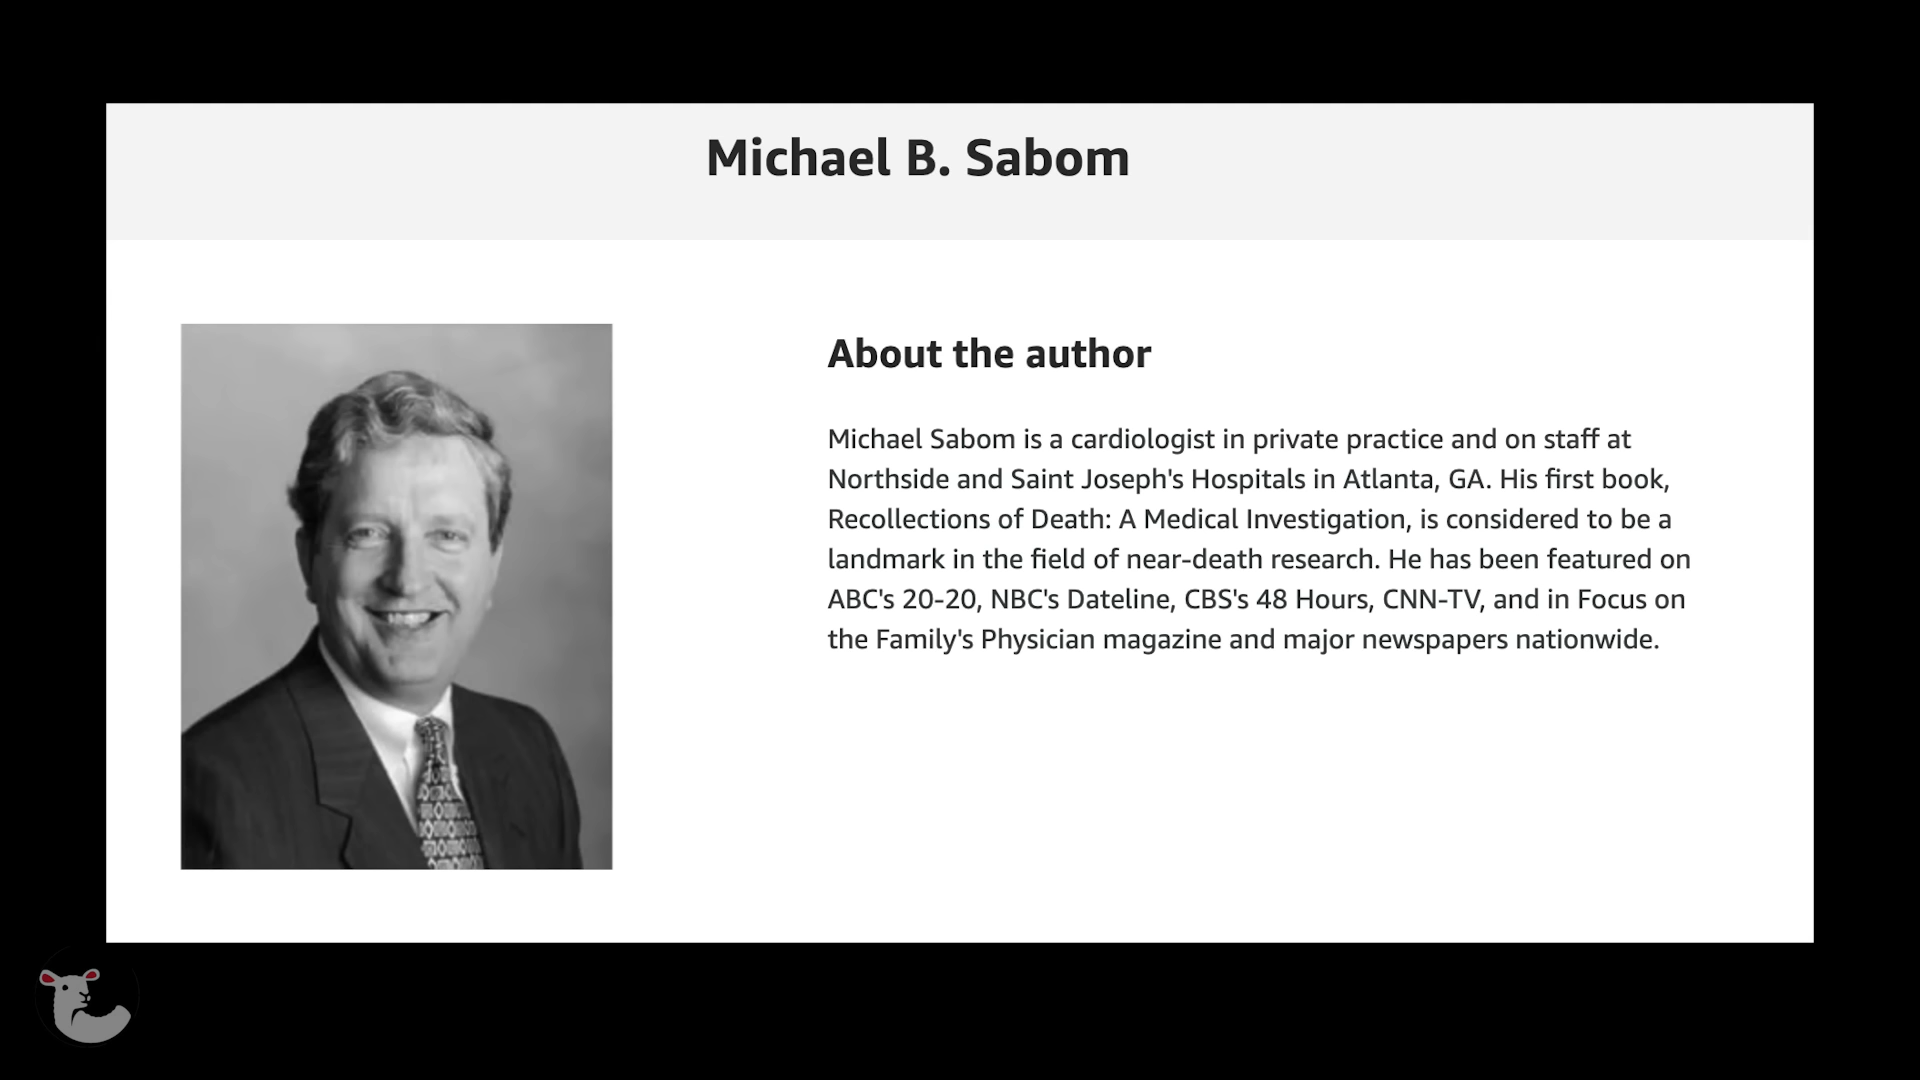 Michael B. Sabom
About the author
Michael Sabom is a cardiologist in private practice and on staff at
Northside and Saint Joseph's Hospitals in Atlanta, GA. His first book,
Recollections of Death: A Medical Investigation, is considered to be a
landmark in the field of near-death research. He has been featured on
ABC's 20-20, NBC's Dateline, CBS's 48 Hours, CNN-TV, and in Focus on
the Family's Physician magazine and major newspapers nationwide.